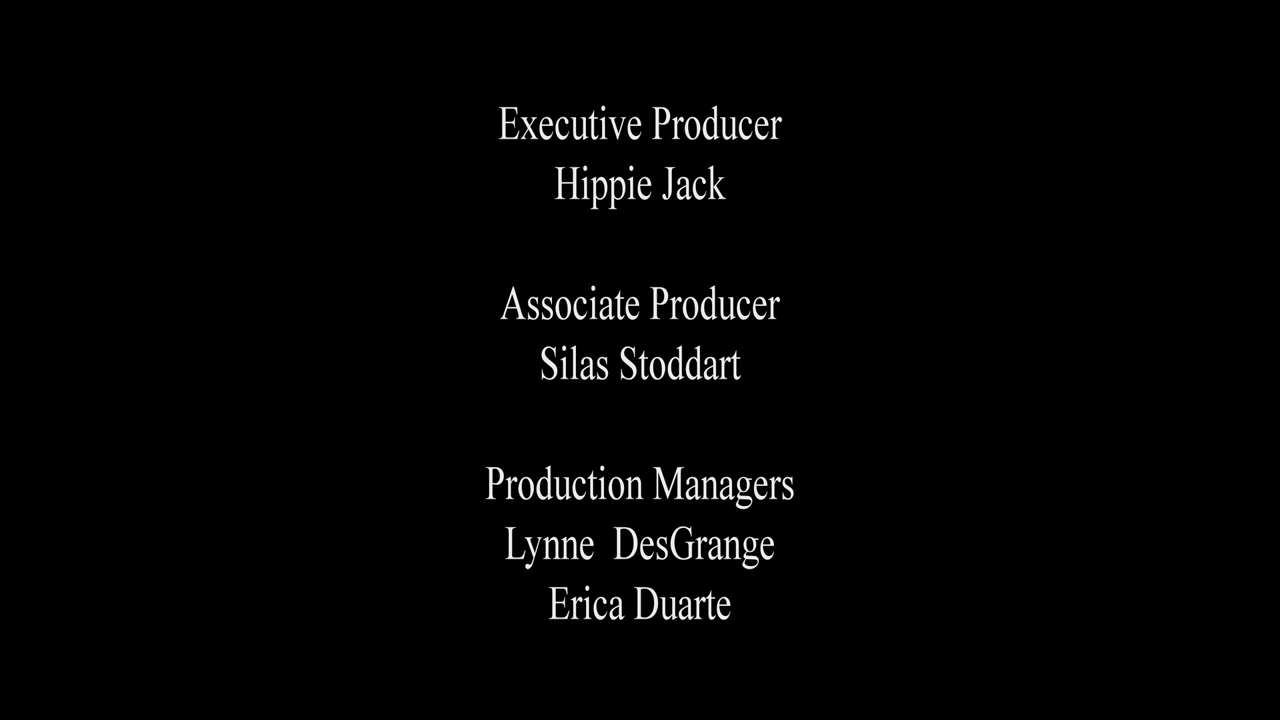 Executive Producer
Hippie Jack
Associate Producer
Silas Stoddart
Production Managers
Lynne  DesGrange
Erica Duarte